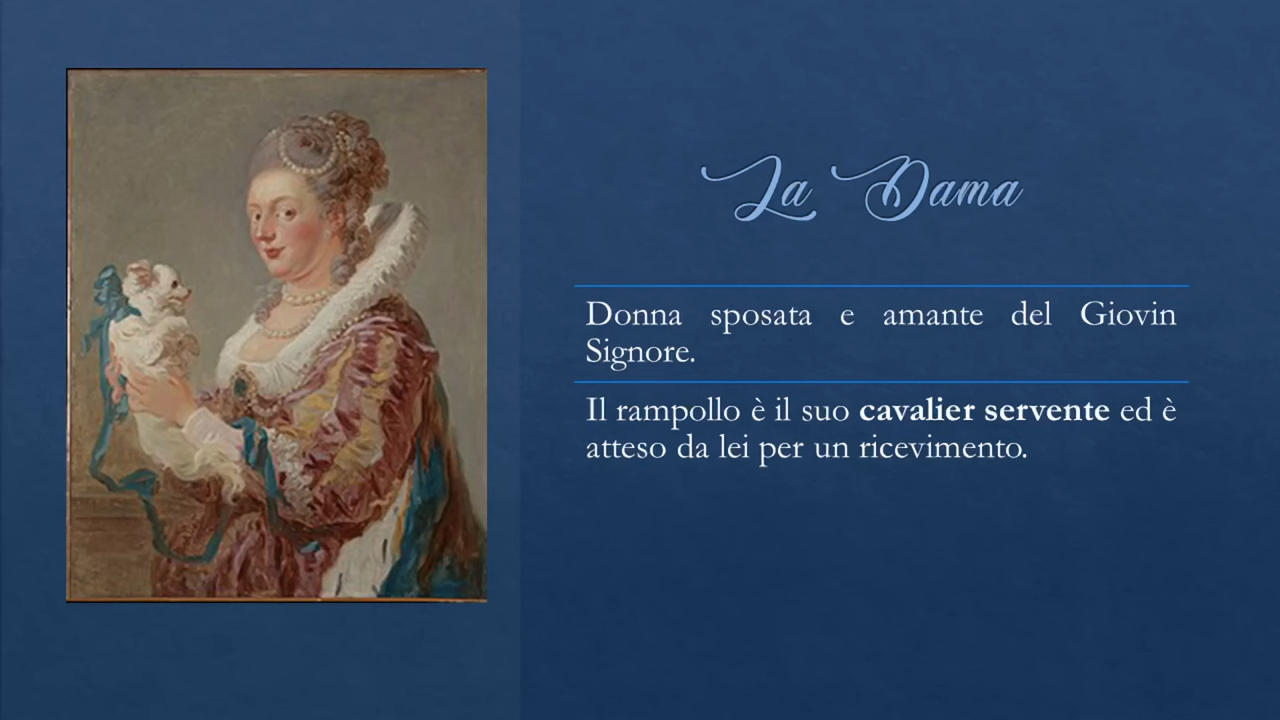 La Dama
Donna sposata e amante del Giovin
Signore.
Il rampollo è il suo cavalier servente ed è
atteso da lei per un ricevimento.